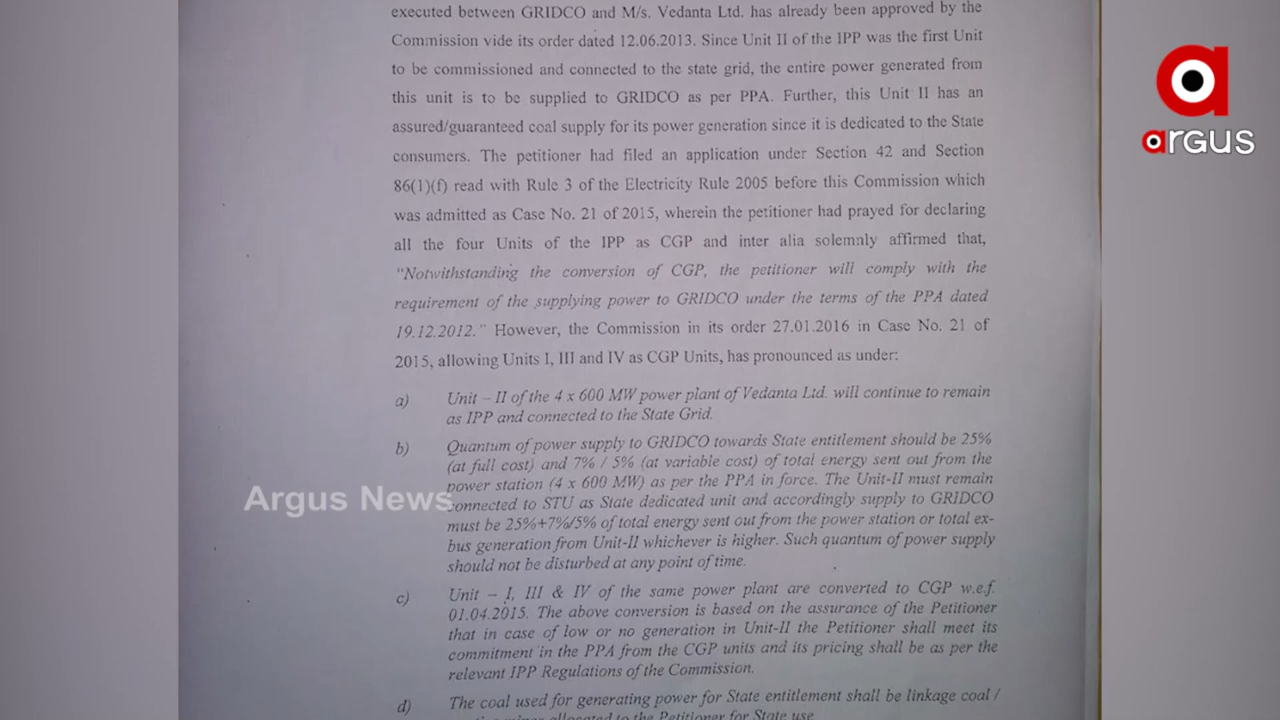 executed between GRIDCO and M/s. Vedanta Ltd. has already been approved by the
Commission vide its order dated 12.06.2013. Since Unit II of the IPP was the first Unit
to be commissioned and connected to the state grid, the entire power generated from
this unit is to be supplied to GRIDCO as per PPA. Further, this Unit II has an
assured/guaranteed coal supply for its power generation since it is dedicated to the State
consumers. The petitioner had filed an application under Section 42 and Section
86(1)(f) read with Rule 3 of the Electricity Rule 2005 before this Commission which
was admitted as Case No. 21 of 2015, wherein the petitioner had prayed for declaring
all the four Units of the IPP as CGP and inter alia solemnly affirmed that,
"Notwithstanding the conversion of CGP, the petitioner will comply with the
requirement of the supplying power to GRIDCO under the terms of the PPA dated
19.12.2012." However, the Commission in its order 27.01.2016 in Case No. 21 of
2015, allowing Units I, III and IV as CGP Units, has pronounced as under:
a) Unit – II of the 4 x 600 MW power plant of Vedanta Ltd. will continue to remain
as IPP and connected to the State Grid.
b) Quantum of power supply to GRIDCO towards State entitlement should be 25%
(at full cost) and 7% / 5% (at variable cost) of total energy sent out from the
power station (4 x 600 MW) as per the PPA in force. The Unit-II must remain
connected to STU as State dedicated unit and accordingly supply to GRIDCO
must be 25%+7%/5% of total energy sent out from the power station or total ex-
bus generation from Unit-II whichever is higher. Such quantum of power supply
should not be disturbed at any point of time.
c) Unit – I, III & IV of the same power plant are converted to CGP w.e.f.
01.04.2015. The above conversion is based on the assurance of the Petitioner
that in case of low or no generation in Unit-II the Petitioner shall meet its
commitment in the PPA from the CGP units and its pricing shall be as per the
relevant IPP Regulations of the Commission.
d) The coal used for generating power for State entitlement shall be linkage coal /
allocated to the Petitioner for State use
Argus News
argus